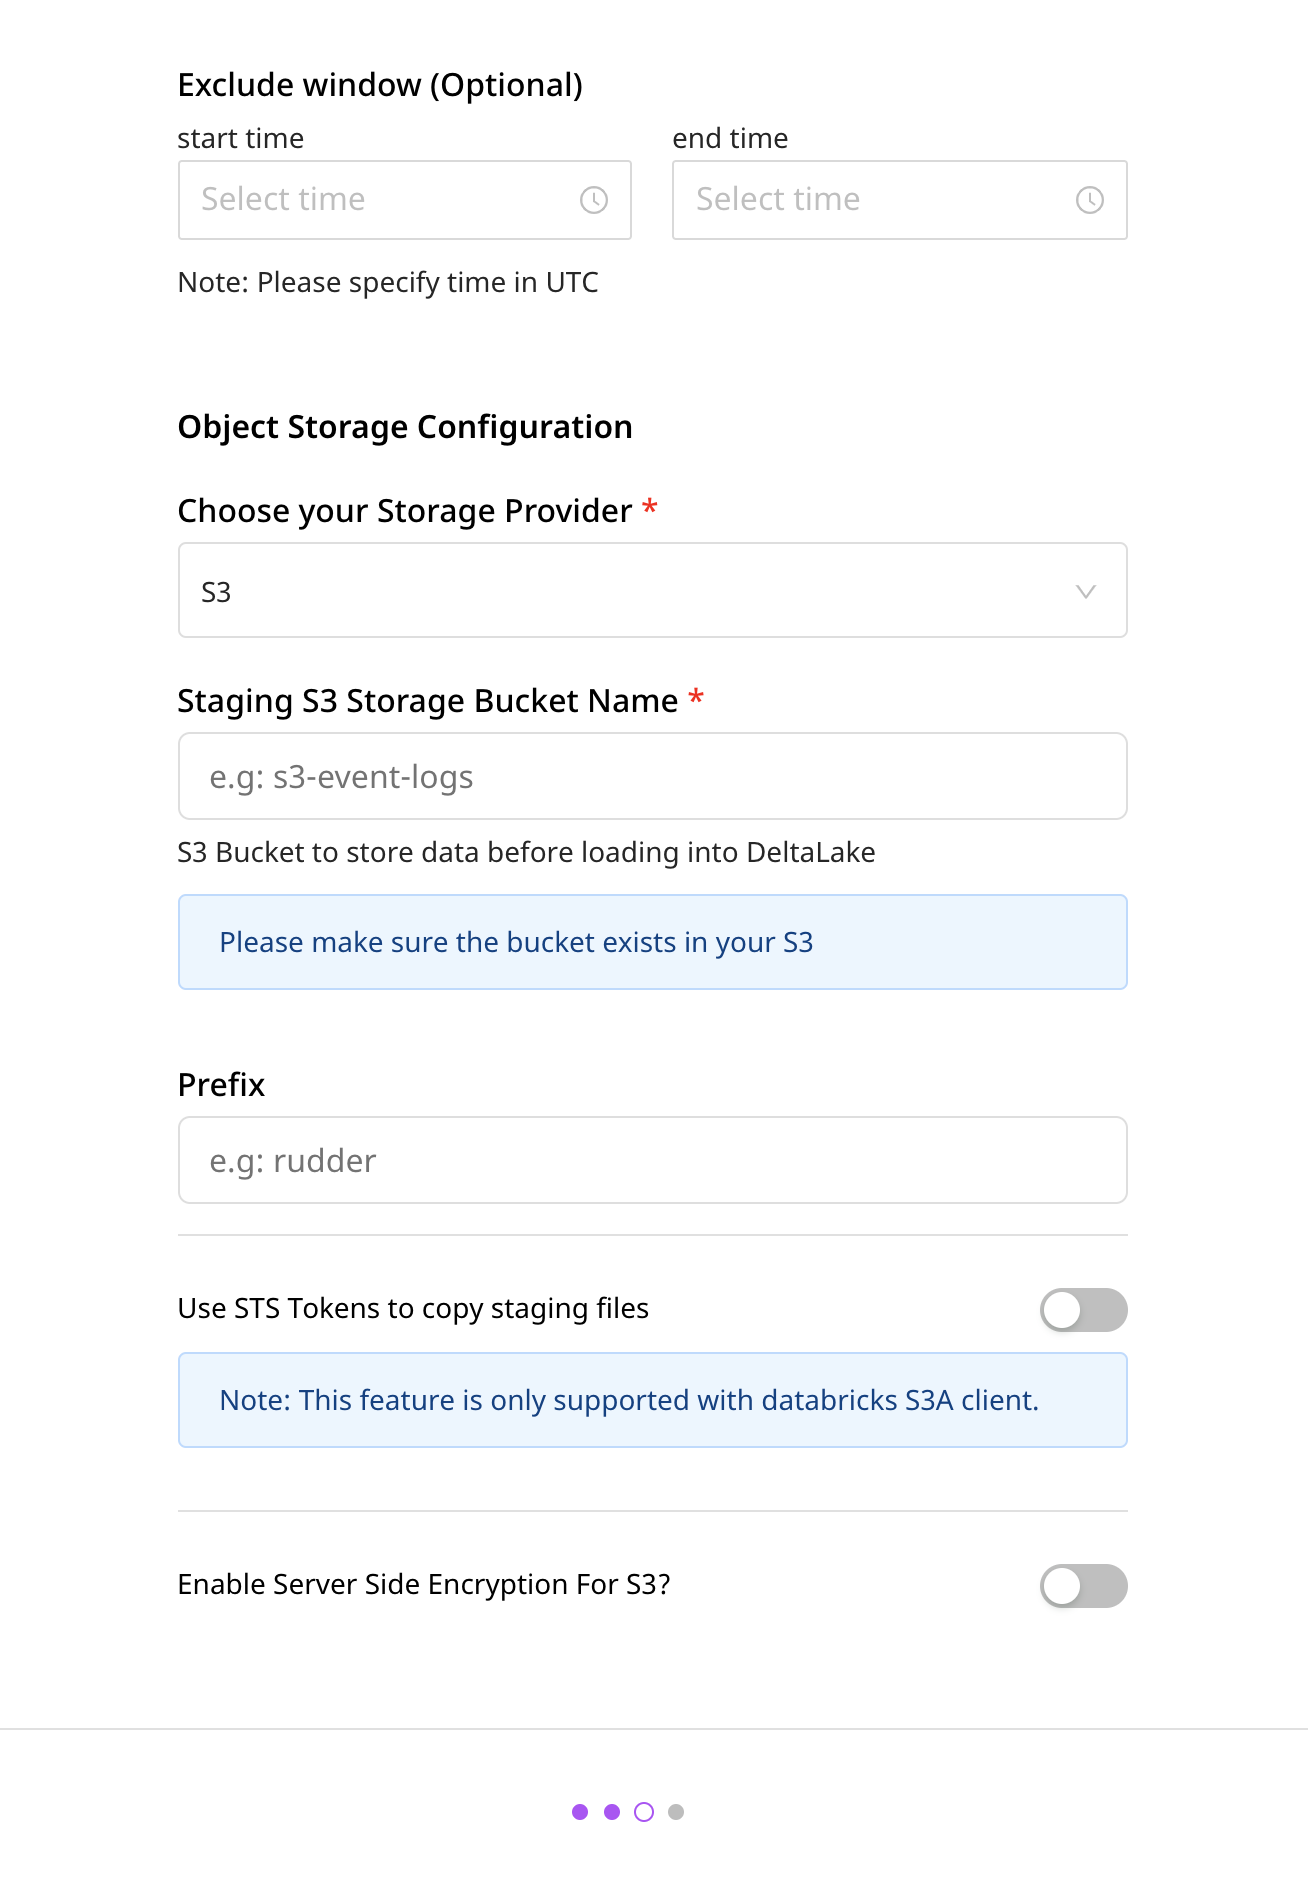 Exclude window (Optional)
start time
end time
Select time
Select time
Note: Please specify time in UTC
Object Storage Configuration
Choose your Storage Provider *
S3
Staging S3 Storage Bucket Name *
e.g: s3-event-logs
S3 Bucket to store data before loading into DeltaLake
Please make sure the bucket exists in your S3
Prefix
e.g: rudder
Use STS Tokens to copy staging files
Note: This feature is only supported with databricks S3A client.
Enable Server Side Encryption For S3?